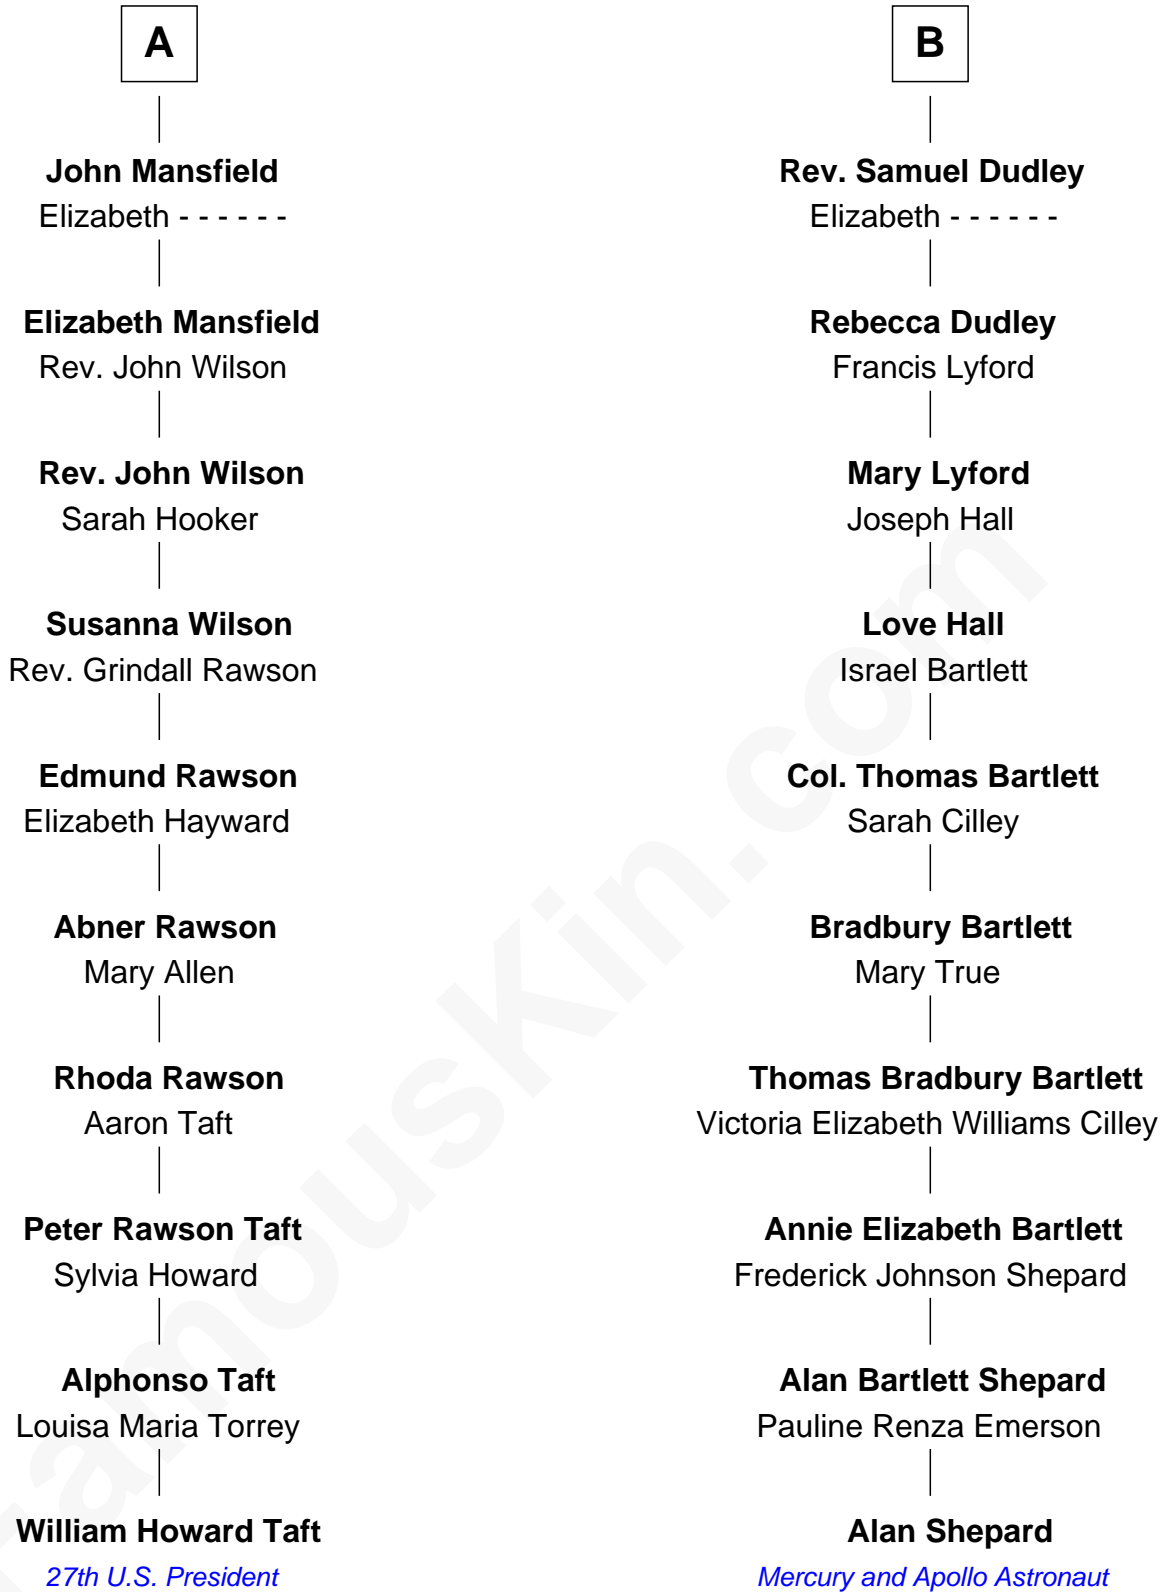 A
John Mansfield
Elizabeth - - - - - -
Elizabeth Mansfield
Rev. John Wilson
Rev. John Wilson
Sarah Hooker
Susanna Wilson
Rev. Grindall Rawson
Edmund Rawson
Elizabeth Hayward
Abner Rawson
Mary Allen
Rhoda Rawson
Aaron Taft
Peter Rawson Taft
Sylvia Howard
Alphonso Taft
Louisa Maria Torrey
William Howard Taft
27th U.S. President
B
Rev. Samuel Dudley
Elizabeth - - - - - -
Rebecca Dudley
Francis Lyford
Mary Lyford
Joseph Hall
Love Hall
Israel Bartlett
Col. Thomas Bartlett
Sarah Cilley
Bradbury Bartlett
Mary True
Thomas Bradbury Bartlett
Victoria Elizabeth Williams Cilley
Annie Elizabeth Bartlett
Frederick Johnson Shepard
Alan Bartlett Shepard
Pauline Renza Emerson
Alan Shepard
Mercury and Apollo Astronaut
famouskin.com